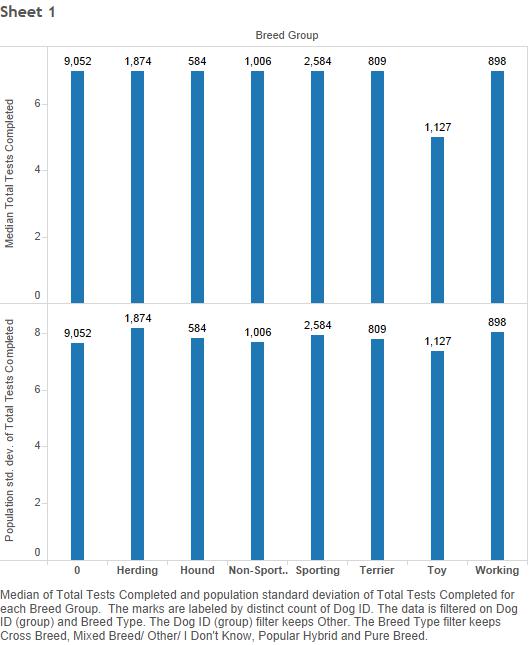 Sheet 1
Breed Group
9,052 1,874 584 1,006 2,584 809 1,127 898
Median Total Tests Completed
6
4
2
0
9,052 1,874 584 1,006 2,584 809 1,127 898
Population std. dev. of Total Tests Completed
8
6
4
2
0
0 Herding Hound Non-Sport.. Sporting Terrier Toy Working
Median of Total Tests Completed and population standard deviation of Total Tests Completed for
each Breed Group. The marks are labeled by distinct count of Dog ID. The data is filtered on Dog
ID (group) and Breed Type. The Dog ID (group) filter keeps Other. The Breed Type filter keeps
Cross Breed, Mixed Breed/ Other/ I Don't Know, Popular Hybrid and Pure Breed.